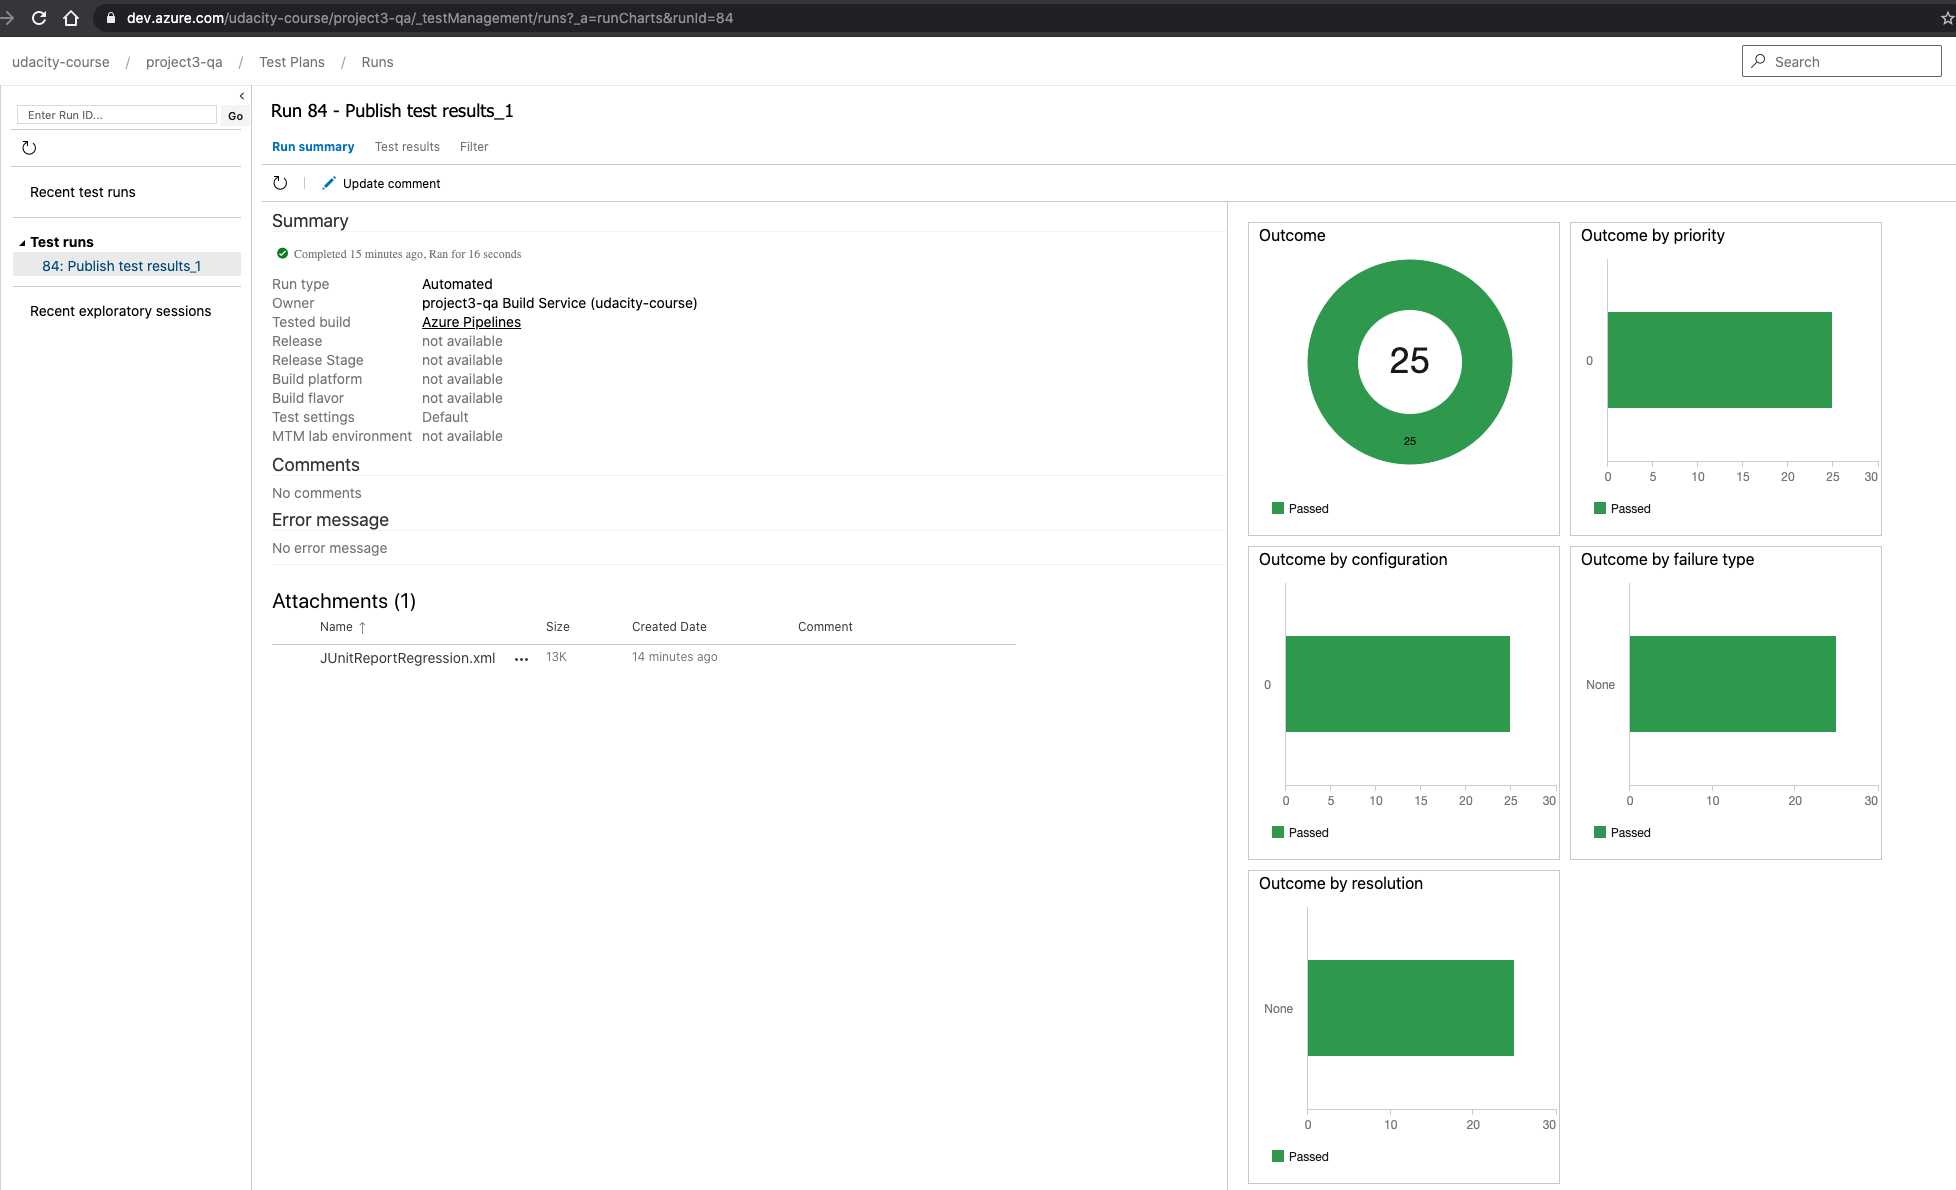 dev.azure.com/udacity-course/project3-qa/_testManagement/runs?_a=runCharts&runId=84
udacity-course / project3-qa / Test Plans / Runs
Search
Enter Run ID...
Go
Recent test runs
Test runs
84: Publish test results_1
Recent exploratory sessions
Run 84 - Publish test results_1
Run summary Test results Filter
Update comment
Summary
Completed 15 minutes ago, Ran for 16 seconds
Run type Automated
Owner project3-qa Build Service (udacity-course)
Tested build Azure Pipelines
Release not available
Release Stage not available
Build platform not available
Build flavor not available
Test settings Default
MTM lab environment not available
Comments
No comments
Error message
No error message
Attachments (1)
Name ↑ Size Created Date Comment
JUnitReportRegression.xml ... 13K 14 minutes ago
Outcome
25
25
Passed
Outcome by priority
0
0 5 10 15 20 25 30
Passed
Outcome by configuration
0
0 5 10 15 20 25 30
Passed
Outcome by failure type
None
0 10 20 30
Passed
Outcome by resolution
None
0 10 20 30
Passed